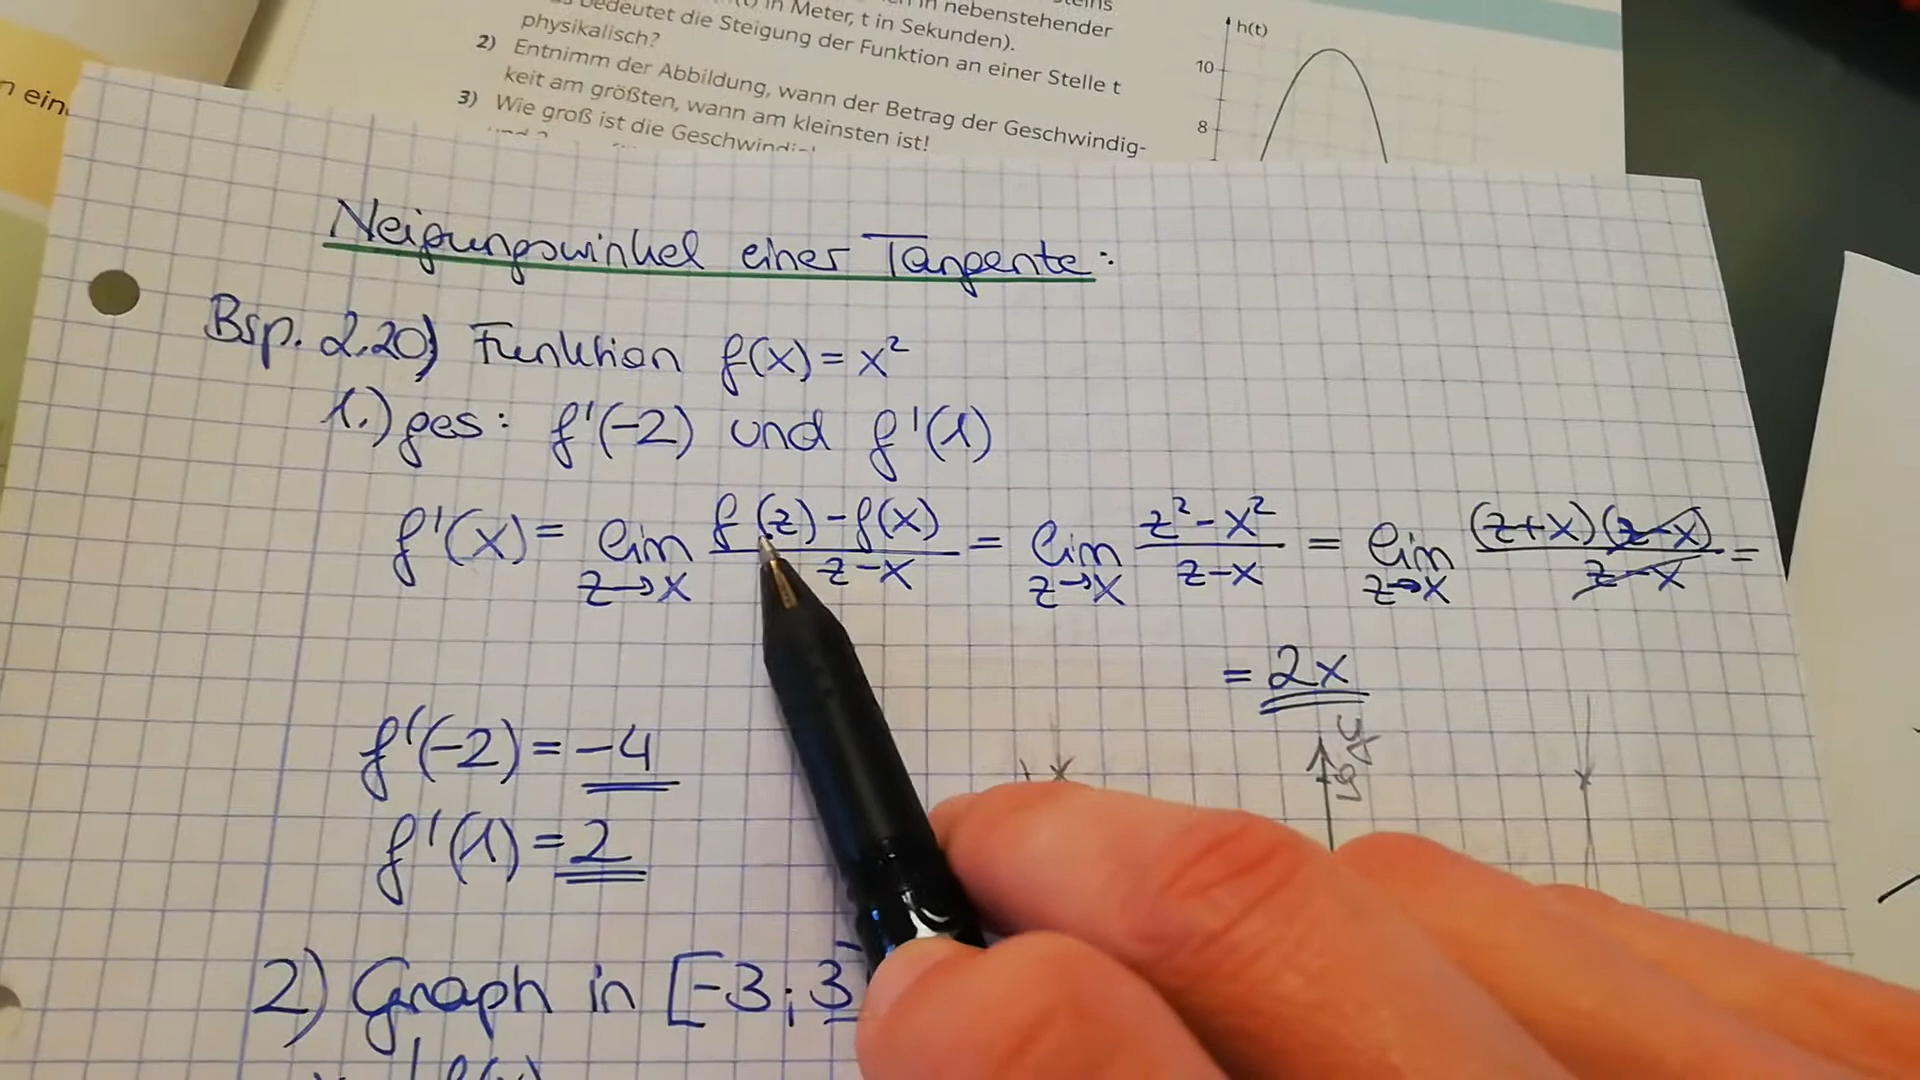 in nebenstehender
in Meter, t in Sekunden).
bedeutet die Steigung der Funktion an einer Stelle t
physikalisch?
2) Entnimm der Abbildung, wann der Betrag der Geschwindig-
keit am größten, wann am kleinsten ist!
3) Wie groß ist die Geschwindig
h(t)
10
8
n ein
Neigungswinkel einer Tangente:
Bsp. 2.20) Funktion f(x) = x²
1.) ges: f'(-2) und f'(1)
f'(x) = lim z→x (f(z) - f(x))/(z-x) = lim z→x (z² - x²)/(z-x) = lim z→x ((z+x)(z-x))/(z-x) =
= 2x
f'(-2) = -4
f'(1) = 2
2) Graph in [-3; 3